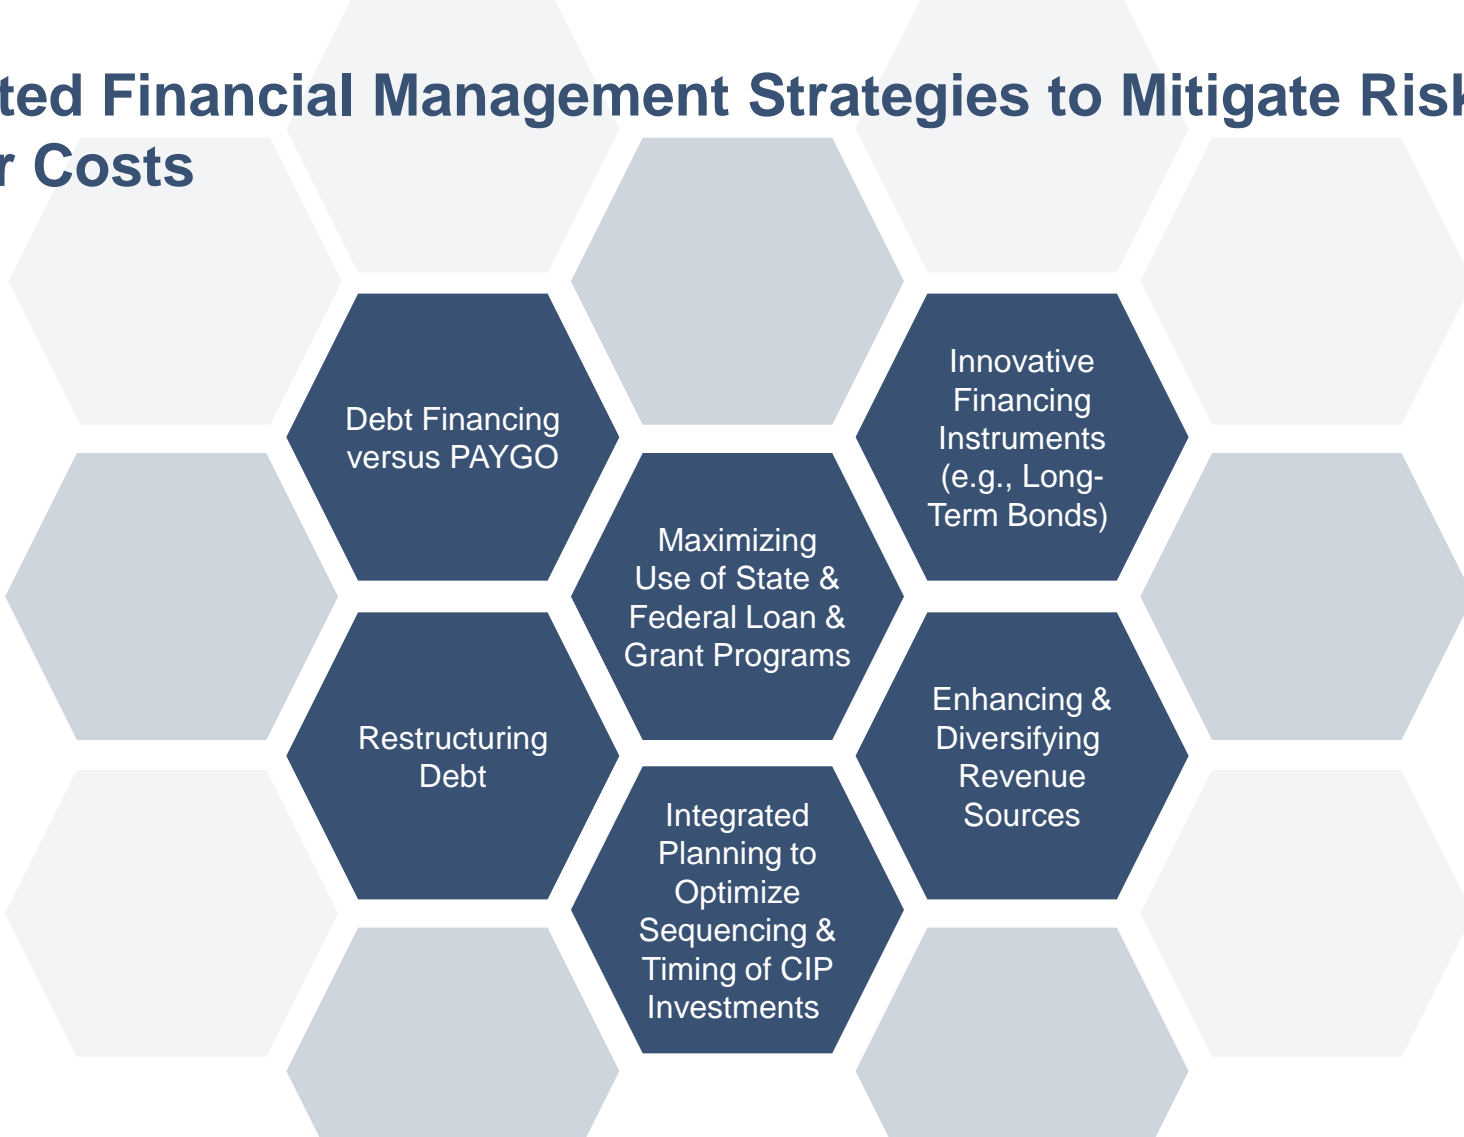 ted Financial Management Strategies to Mitigate Risk
r Costs
Debt Financing
versus PAYGO
Innovative
Financing
Instruments
(e.g., Long-
Term Bonds)
Maximizing
Use of State &
Federal Loan &
Grant Programs
Restructuring
Debt
Enhancing &
Diversifying
Revenue
Sources
Integrated
Planning to
Optimize
Sequencing &
Timing of CIP
Investments